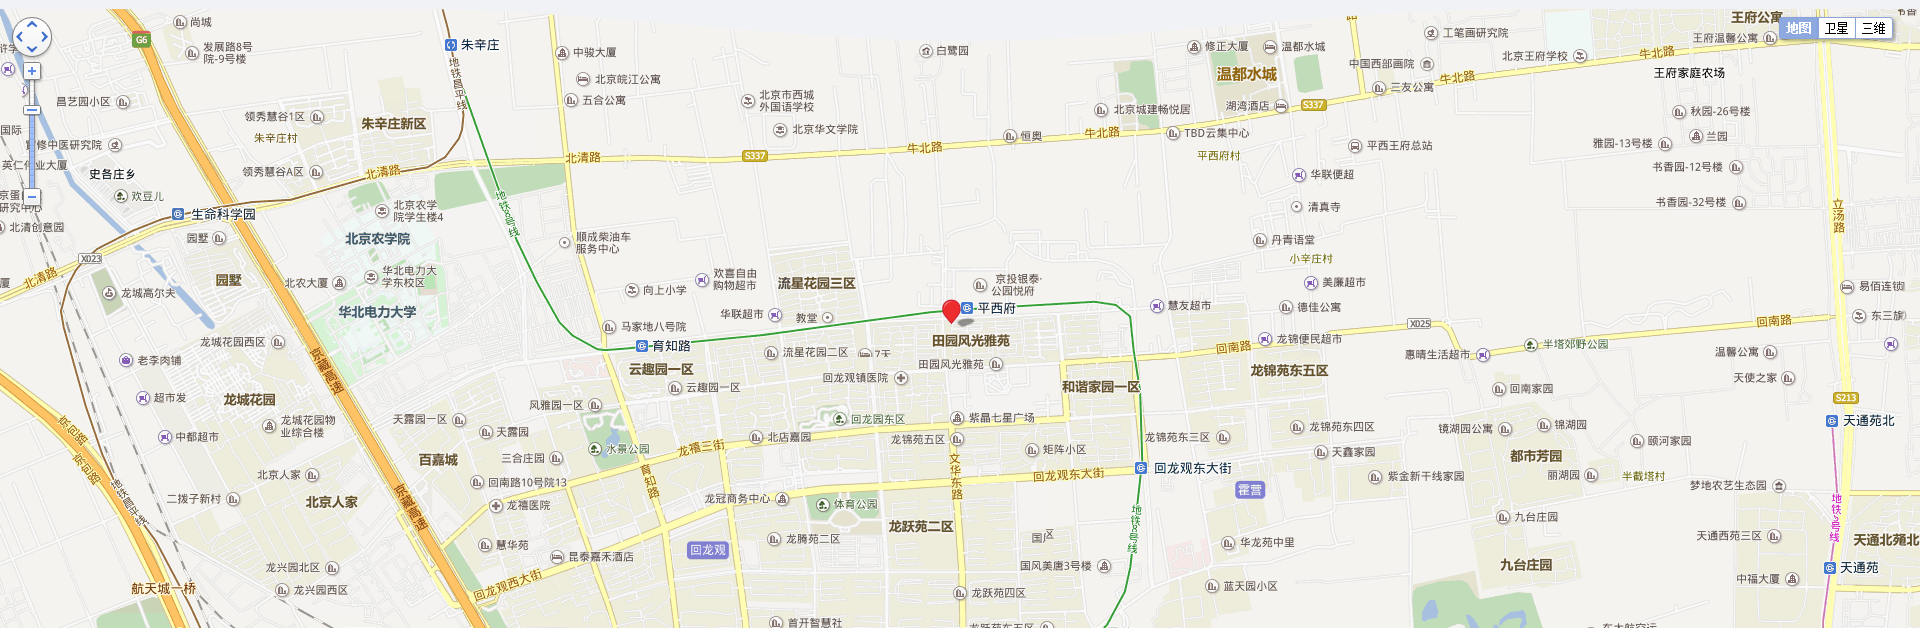 尚城
G6
发展路8号
院-9号楼
朱辛庄
中骏大厦
北京皖江公寓
五合公寓
白鹭园
修正大厦
温都水城
温都水城
工笔画研究院
中国西部画院
三友公寓
牛北路
北京王府学校
牛北路
王府公寓
王府温馨公寓
地图
卫星
三维
王府家庭农场
昌艺园小区
领秀慧谷1区
朱辛庄村
朱辛庄新区
地铁昌平线
北京市西城
外国语学校
北京华文学院
北京城建畅悦居
湖湾酒店
S337
恒奥
牛北路
TBD云集中心
平西府村
平西王府总站
秋园-26号楼
兰园
雅园-13号楼
书香园-12号楼
书香园-32号楼
国际
修中医研究院
史各庄乡
领秀慧谷A区
北清路
北清路
S337
牛北路
欢豆儿
研究中心
北清创意园
生命科学园
园墅
北京农学
院学生楼4
北京农学院
地铁8号线
顺成柴油车
服务中心
华联便超
清真寺
丹青语堂
小辛庄村
立汤路
X023
北清路
厦
龙城高尔夫
园墅
北农大厦
华北电力大
学东校区
华北电力大学
向上小学
欢喜自由
购物超市
流星花园三区
华联超市
教堂
京投银泰·
公园悦府
平西府
慧友超市
美廉超市
德佳公寓
易佰连锁
东三旗
马家地八号院
育知路
云趣园一区
云趣园一区
流星花园二区
7天
田园风光雅苑
田园风光雅苑
回龙观镇医院
和谐家园一区
回南路
龙锦便民超市
龙锦苑东五区
X025
惠晴生活超市
半塔郊野公园
回南路
温馨公寓
天使之家
回南家园
龙城花园西区
老李肉铺
京藏高速
超市发
龙城花园
龙城花园物
业综合楼
中都超市
京包路
京包路
天露园一区
天露园
风雅园一区
水景公园
三合庄园
百嘉城
回南路10号院13
北京人家
北京人家
二拨子新村
地铁昌平线
京藏高速
龙禧医院
育知路
龙禧三街
北店嘉园
回龙园东区
龙锦苑五区
紫晶七星广场
文华东路
矩阵小区
龙锦苑东三区
回龙观东大街
回龙观东大街
霍营
龙锦苑东四区
天鑫家园
紫金新干线家园
镜湖园公寓
锦湖园
都市芳园
丽湖园
颐河家园
半截塔村
S213
天通苑北
梦地农艺生态园
龙冠商务中心
体育公园
龙跃苑二区
龙腾苑二区
回龙观
慧华苑
昆泰嘉禾酒店
回龙观西大街
龙兴园北区
龙兴园西区
航天城一桥
首开智慧社
龙跃苑四区
龙跃苑东五区
国风美唐3号楼
地铁8号线
华龙苑中里
蓝天园小区
九台庄园
九台庄园
天通西苑三区
中福大厦
天通苑